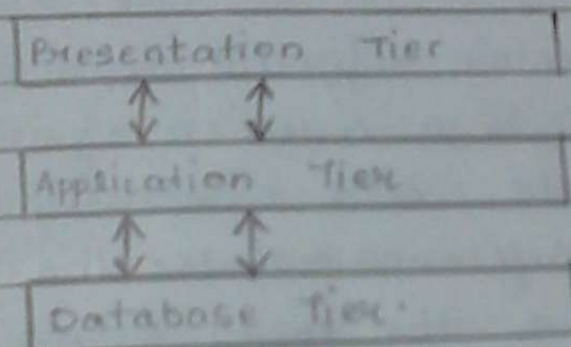 Presentation Tier
Application Tier
Database Tier.